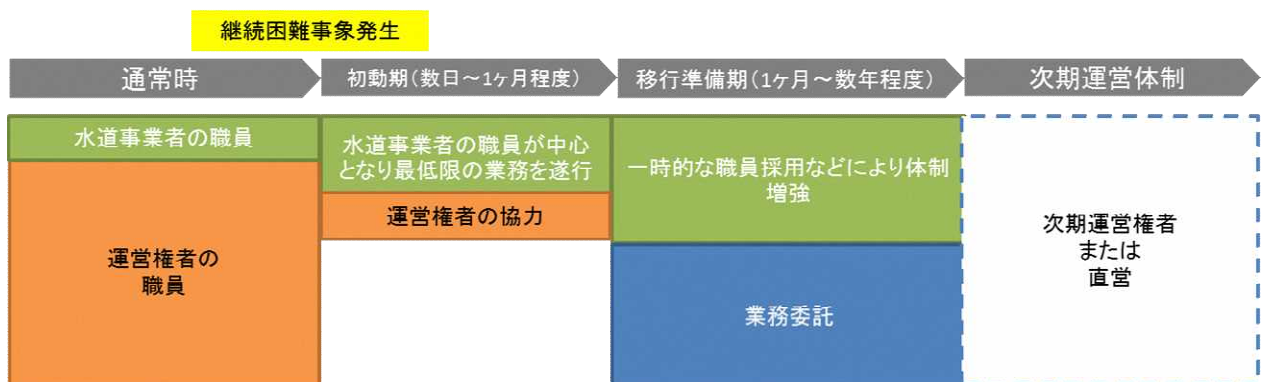 継続困難事象発生
通常時
初動期(数日～1ヶ月程度)
移行準備期(1ヶ月～数年程度)
次期運営体制
水道事業者の職員
運営権者の
職員
水道事業者の職員が中心
となり最低限の業務を遂行
運営権者の協力
一時的な職員採用などにより体制
増強
業務委託
次期運営権者
または
直営